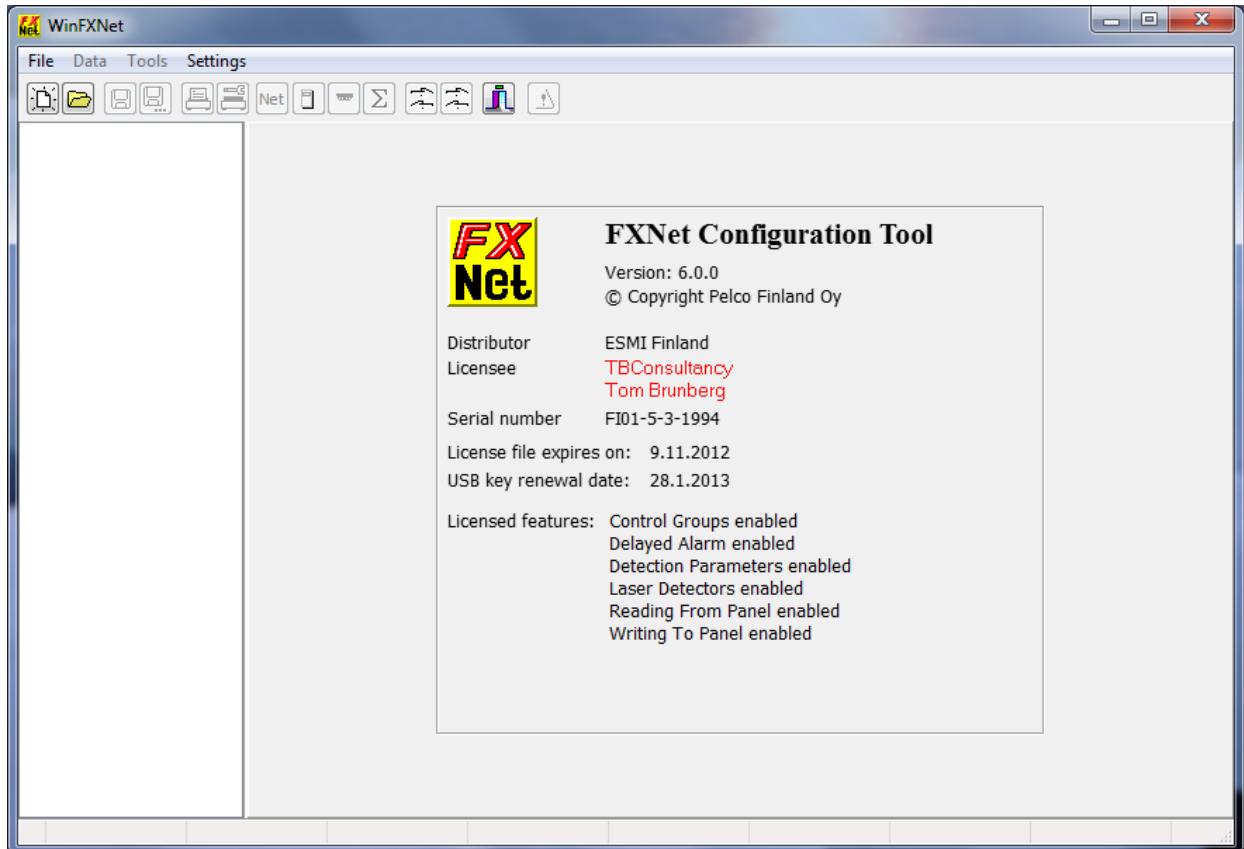 FX Net WinFXNet
File Data Tools Settings
Net Σ
FX
Net
FXNet Configuration Tool
Version: 6.0.0
© Copyright Pelco Finland Oy
Distributor ESMI Finland
Licensee TBConsultancy
Tom Brunberg
Serial number FI01-5-3-1994
License file expires on: 9.11.2012
USB key renewal date: 28.1.2013
Licensed features: Control Groups enabled
Delayed Alarm enabled
Detection Parameters enabled
Laser Detectors enabled
Reading From Panel enabled
Writing To Panel enabled